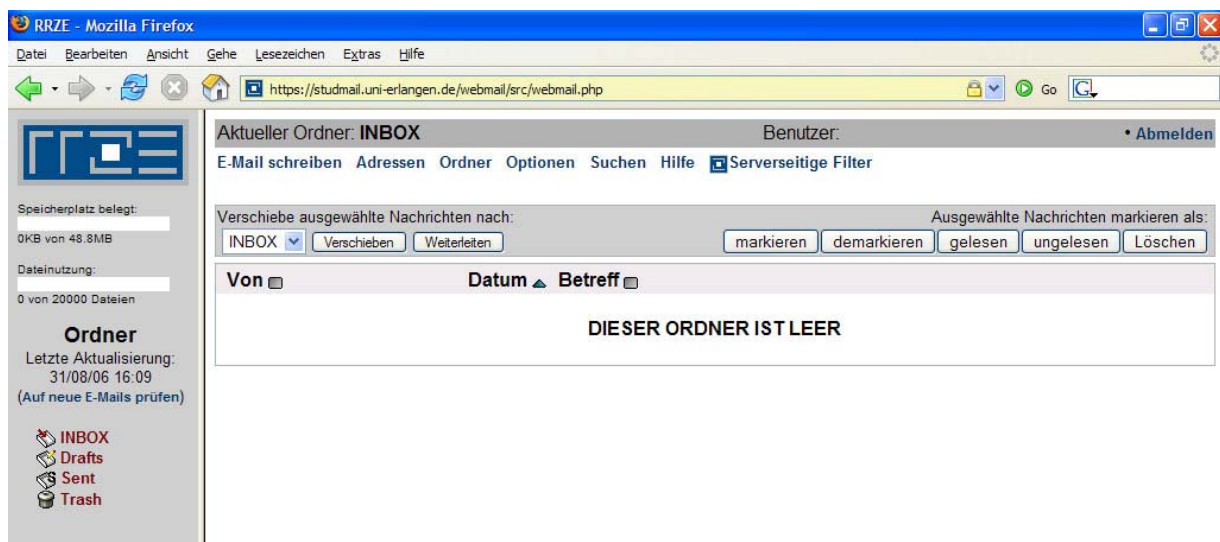 RRZE - Mozilla Firefox
Datei Bearbeiten Ansicht Gehe Lesezeichen Extras Hilfe
https://studmail.uni-erlangen.de/webmail/src/webmail.php Go G
rrze
Aktueller Ordner: INBOX Benutzer: • Abmelden
E-Mail schreiben Adressen Ordner Optionen Suchen Hilfe Serverseitige Filter
Speicherplatz belegt:
0KB von 48.8MB
Dateinutzung:
0 von 20000 Dateien
Ordner
Letzte Aktualisierung:
31/08/06 16:09
(Auf neue E-Mails prüfen)
INBOX
Drafts
Sent
Trash
Verschiebe ausgewählte Nachrichten nach: Ausgewählte Nachrichten markieren als:
INBOX Verschieben Weiterleiten markieren demarkieren gelesen ungelesen Löschen
Von Datum Betreff
DIESER ORDNER IST LEER